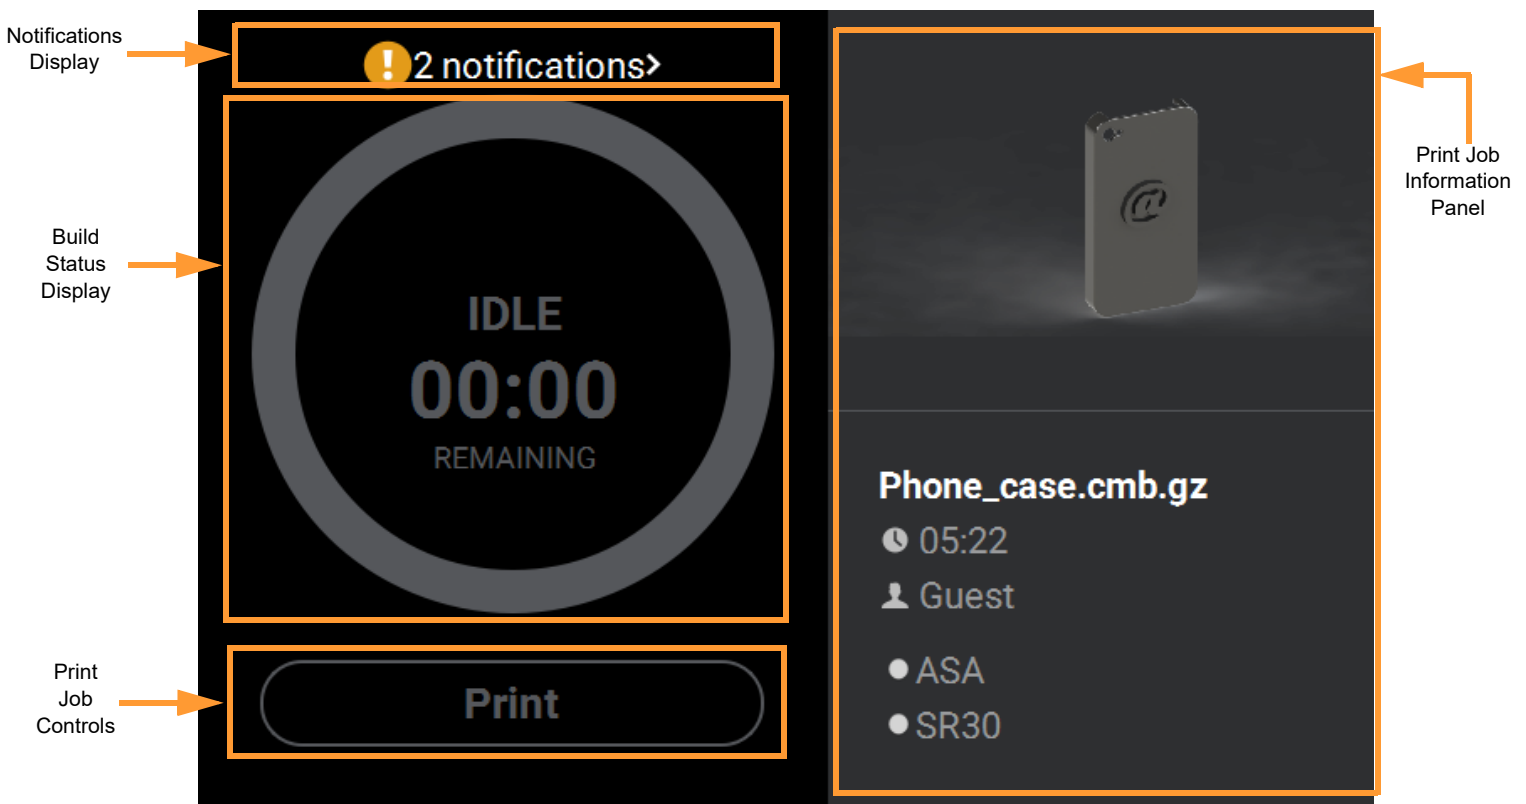 Notifications
Display
2 notifications>
Build
Status
Display
IDLE
00:00
REMAINING
Print
Job
Controls
Print
Print Job
Information
Panel
@
Phone_case.cmb.gz
05:22
Guest
ASA
SR30